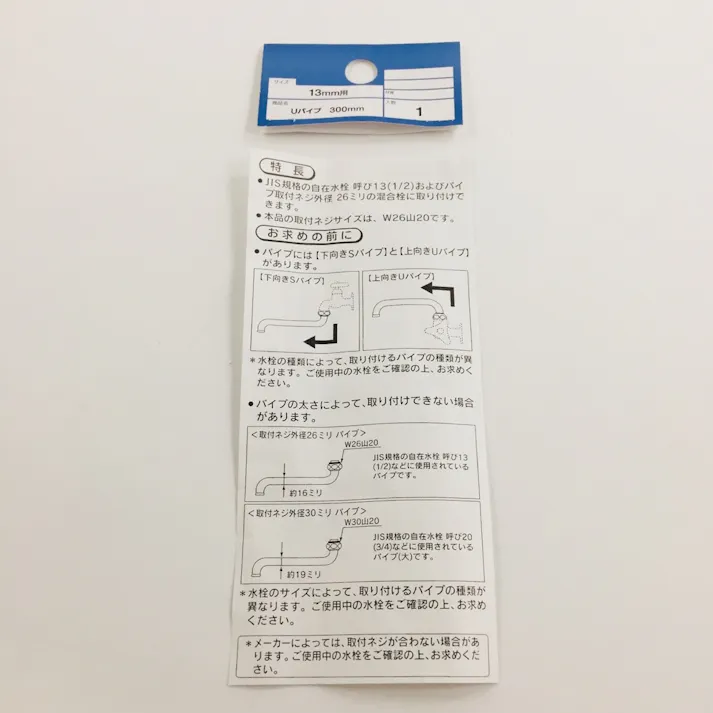 サイズ
13mm用
商品名
Uパイプ 300mm
材質
入数
1
特長
●JIS規格の自在水栓 呼び13(1/2)およびパイ
プ取付ネジ外径 26ミリの混合栓に取り付けで
きます。
●本品の取付ネジサイズは、W26山20です。
お求めの前に
●パイプには【下向きSパイプ】と【上向きUパイプ】
があります。
【下向きSパイプ】
【上向きUパイプ】
＊水栓の種類によって、取り付けるパイプの種類が異
なります。ご使用中の水栓をご確認の上、お求めく
ださい。
●パイプの太さによって、取り付けできない場合
があります。
＜取付ネジ外径26ミリ パイプ＞
W26山20
JIS規格の自在水栓 呼び13
(1/2)などに使用されている
パイプです。
約16ミリ
＜取付ネジ外径30ミリ パイプ＞
W30山20
JIS規格の自在水栓 呼び20
(3/4)などに使用されている
パイプ(大)です。
約19ミリ
＊水栓のサイズによって、取り付けるパイプの種類が
異なります。ご使用中の水栓をご確認の上、お求め
ください。
＊メーカーによっては、取付ネジが合わない場合があ
ります。ご使用中の水栓をご確認の上、お求めくだ
さい。